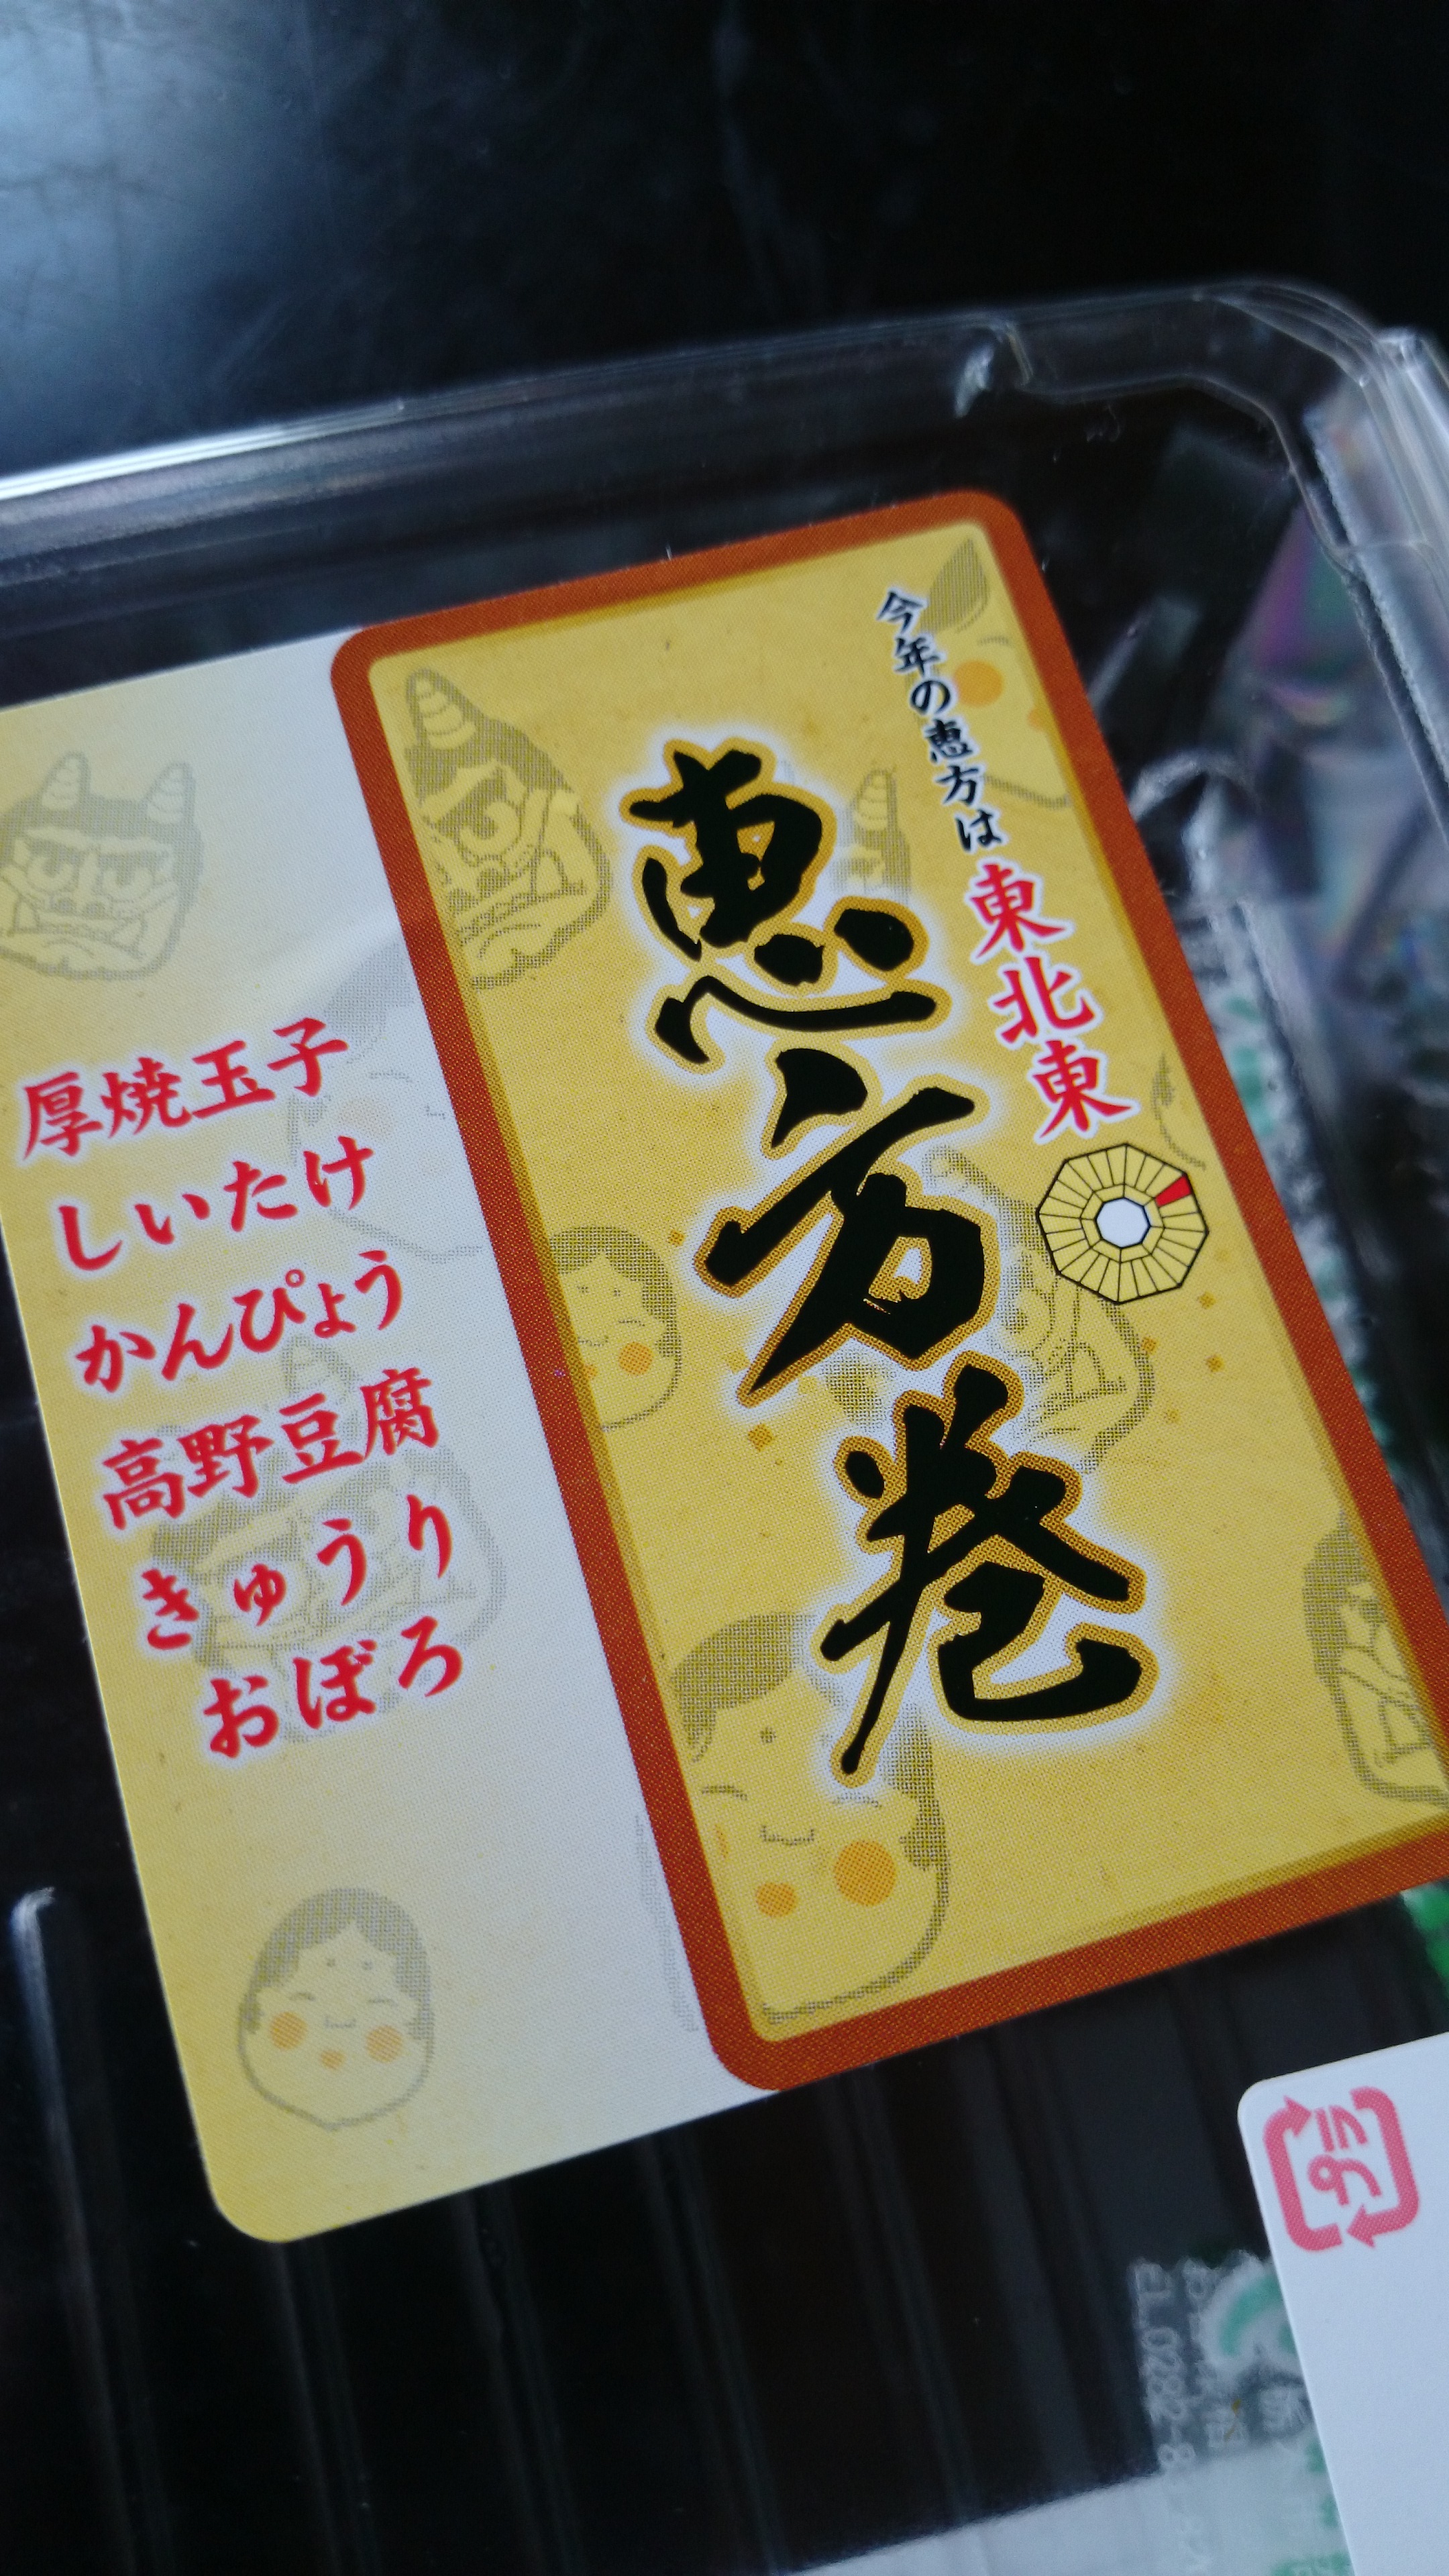 今年の恵方は東北東
恵方巻
厚焼玉子
しいたけ
かんぴょう
高野豆腐
きゅうり
おぼろ